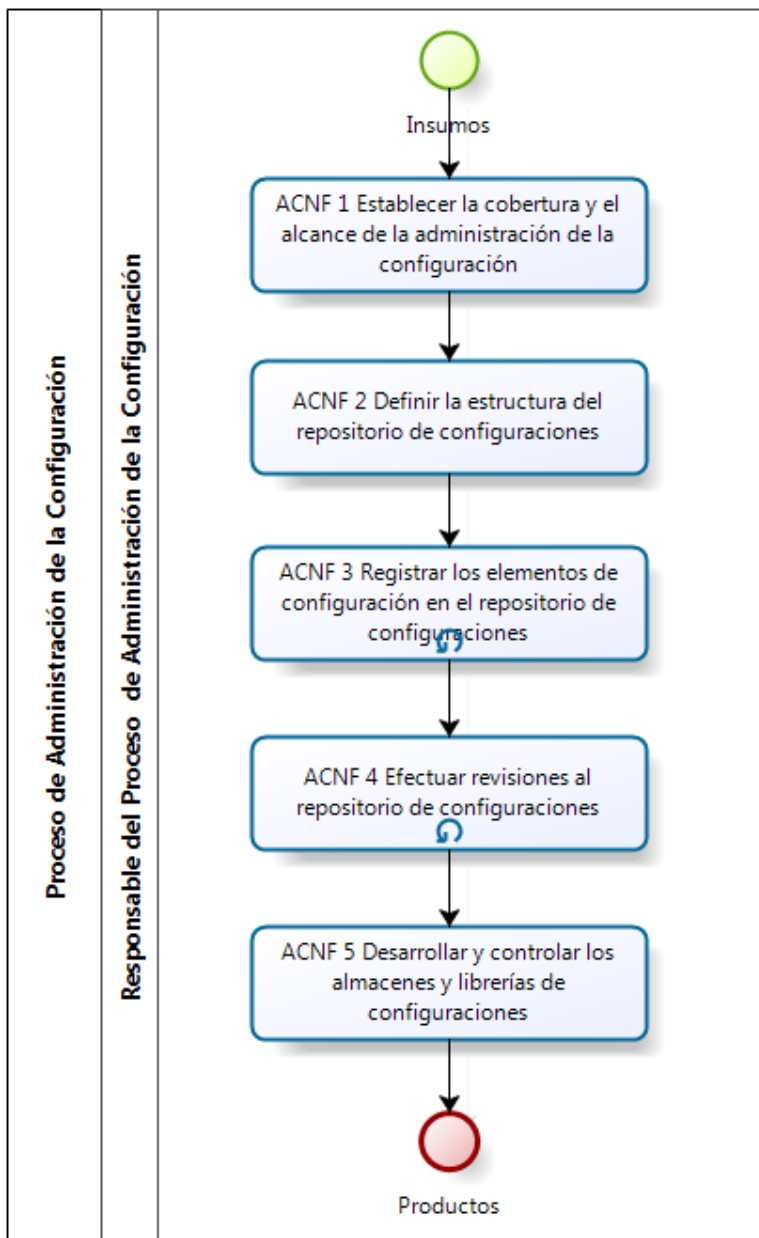 Proceso de Administración de la Configuración
Responsable del Proceso de Administración de la Configuración
Insumos
ACNF 1 Establecer la cobertura y el
alcance de la administración de la
configuración
ACNF 2 Definir la estructura del
repositorio de configuraciones
ACNF 3 Registrar los elementos de
configuración en el repositorio de
configuraciones
ACNF 4 Efectuar revisiones al
repositorio de configuraciones
ACNF 5 Desarrollar y controlar los
almacenes y librerías de
configuraciones
Productos